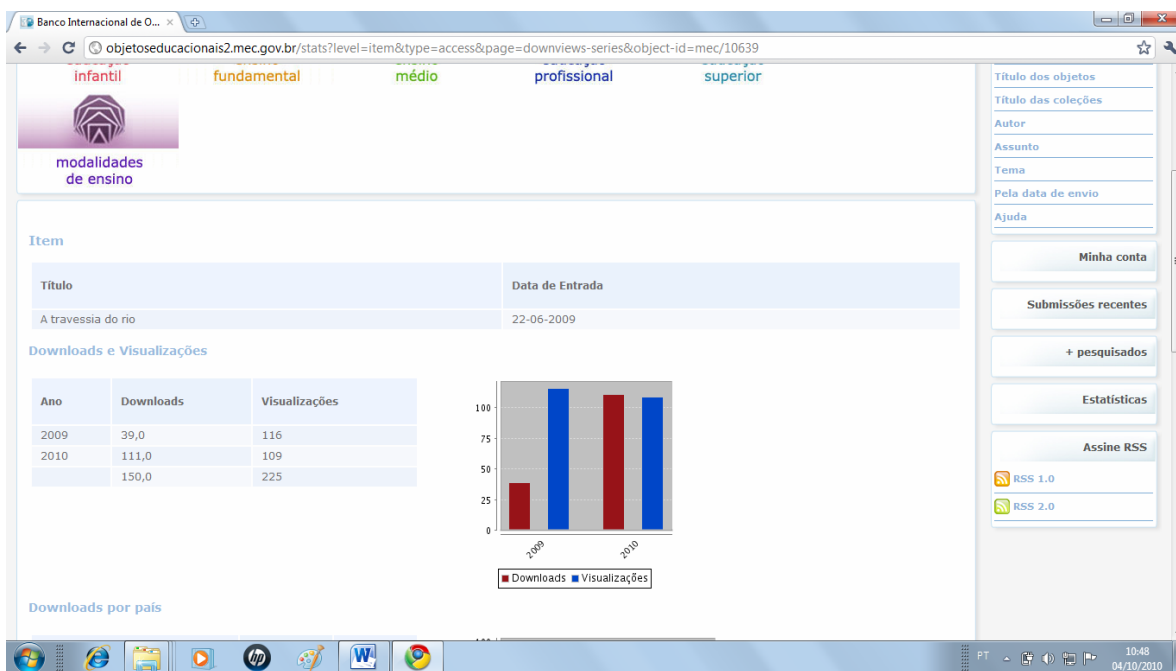 Banco Internacional de O...
objetoseducacionais2.mec.gov.br/stats?level=item&type=access&page=downviews-series&object-id=mec/10639
infantil fundamental médio profissional superior
modalidades
de ensino
Título dos objetos
Título das coleções
Autor
Assunto
Tema
Pela data de envio
Ajuda
Minha conta
Submissões recentes
+ pesquisados
Estatísticas
Assine RSS
RSS 1.0
RSS 2.0
Item
Título Data de Entrada
A travessia do rio 22-06-2009
Downloads e Visualizações
Ano Downloads Visualizações
2009 39,0 116
2010 111,0 109
150,0 225
100
75
50
25
0
2009 2010
Downloads Visualizações
Downloads por país
hp
W
PT 10:48
04/10/2010